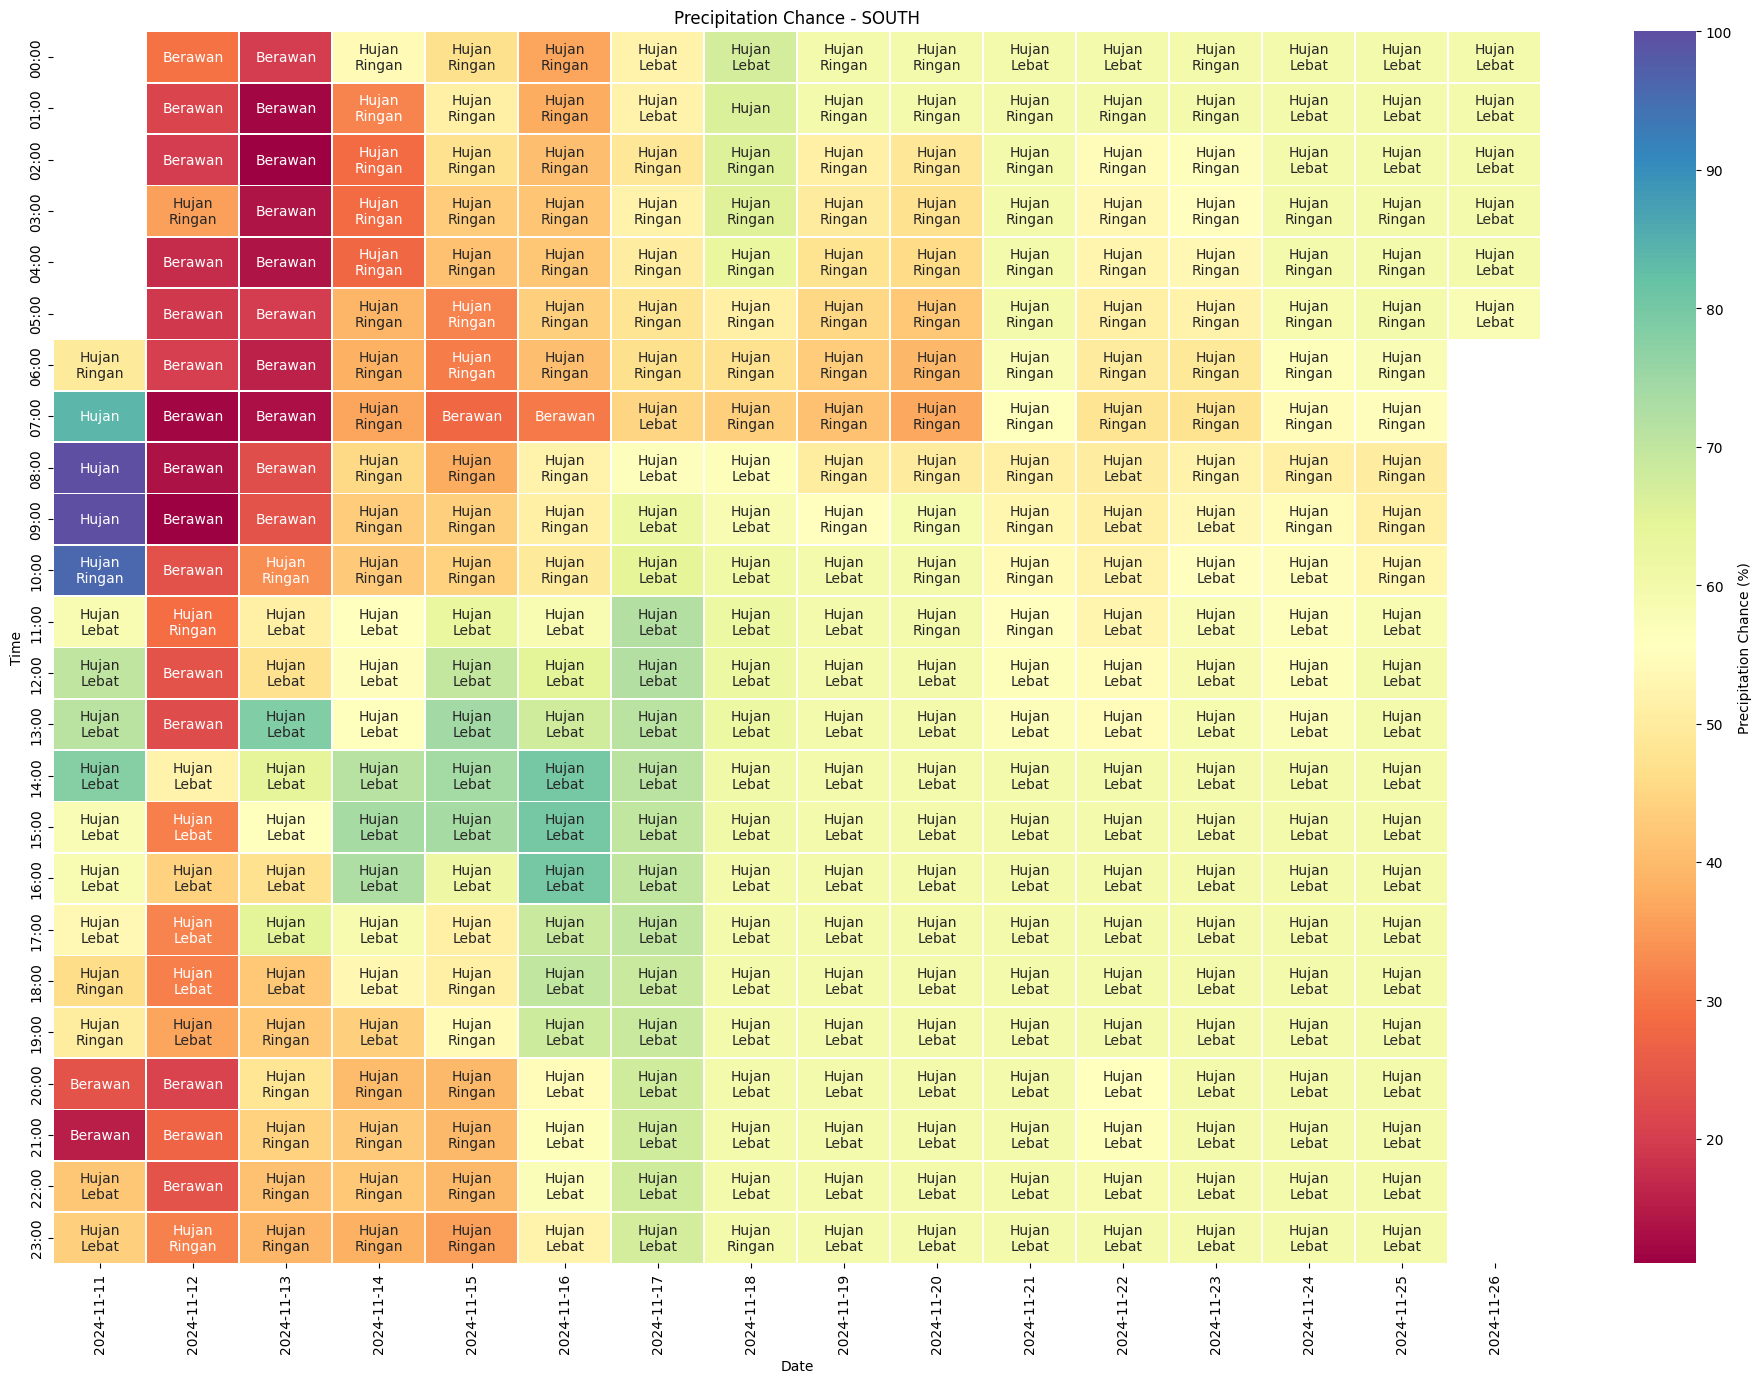 Precipitation Chance - SOUTH
00:00 Berawan Berawan Hujan Ringan Hujan Ringan Hujan Ringan Hujan Lebat Hujan Lebat Hujan Ringan Hujan Ringan Hujan Lebat Hujan Lebat Hujan Ringan Hujan Lebat Hujan Lebat Hujan Lebat
01:00 Berawan Berawan Hujan Ringan Hujan Ringan Hujan Ringan Hujan Lebat Hujan Hujan Ringan Hujan Ringan Hujan Ringan Hujan Ringan Hujan Ringan Hujan Lebat Hujan Lebat Hujan Lebat
02:00 Berawan Berawan Hujan Ringan Hujan Ringan Hujan Ringan Hujan Ringan Hujan Ringan Hujan Ringan Hujan Ringan Hujan Ringan Hujan Ringan Hujan Ringan Hujan Lebat Hujan Lebat Hujan Lebat
03:00 Hujan Ringan Berawan Hujan Ringan Hujan Ringan Hujan Ringan Hujan Ringan Hujan Ringan Hujan Ringan Hujan Ringan Hujan Ringan Hujan Ringan Hujan Ringan Hujan Ringan Hujan Ringan Hujan Lebat
04:00 Berawan Berawan Hujan Ringan Hujan Ringan Hujan Ringan Hujan Ringan Hujan Ringan Hujan Ringan Hujan Ringan Hujan Ringan Hujan Ringan Hujan Ringan Hujan Ringan Hujan Ringan Hujan Lebat
05:00 Berawan Berawan Hujan Ringan Hujan Ringan Hujan Ringan Hujan Ringan Hujan Ringan Hujan Ringan Hujan Ringan Hujan Ringan Hujan Ringan Hujan Ringan Hujan Ringan Hujan Ringan Hujan Lebat
06:00 Hujan Ringan Berawan Berawan Hujan Ringan Hujan Ringan Hujan Ringan Hujan Ringan Hujan Ringan Hujan Ringan Hujan Ringan Hujan Ringan Hujan Ringan Hujan Ringan Hujan Ringan Hujan Ringan
07:00 Hujan Berawan Berawan Hujan Ringan Berawan Berawan Hujan Lebat Hujan Ringan Hujan Ringan Hujan Ringan Hujan Ringan Hujan Ringan Hujan Ringan Hujan Ringan Hujan Ringan
08:00 Hujan Berawan Berawan Hujan Ringan Hujan Ringan Hujan Ringan Hujan Lebat Hujan Lebat Hujan Ringan Hujan Ringan Hujan Ringan Hujan Lebat Hujan Ringan Hujan Ringan Hujan Ringan
09:00 Hujan Berawan Berawan Hujan Ringan Hujan Ringan Hujan Ringan Hujan Lebat Hujan Lebat Hujan Ringan Hujan Ringan Hujan Ringan Hujan Lebat Hujan Lebat Hujan Ringan Hujan Ringan
10:00 Hujan Ringan Berawan Hujan Ringan Hujan Ringan Hujan Ringan Hujan Ringan Hujan Lebat Hujan Lebat Hujan Lebat Hujan Ringan Hujan Ringan Hujan Lebat Hujan Lebat Hujan Lebat Hujan Ringan
11:00 Hujan Lebat Hujan Ringan Hujan Lebat Hujan Lebat Hujan Lebat Hujan Lebat Hujan Lebat Hujan Lebat Hujan Lebat Hujan Ringan Hujan Ringan Hujan Lebat Hujan Lebat Hujan Lebat Hujan Lebat
12:00 Hujan Lebat Berawan Hujan Lebat Hujan Lebat Hujan Lebat Hujan Lebat Hujan Lebat Hujan Lebat Hujan Lebat Hujan Lebat Hujan Lebat Hujan Lebat Hujan Lebat Hujan Lebat Hujan Lebat
13:00 Hujan Lebat Berawan Hujan Lebat Hujan Lebat Hujan Lebat Hujan Lebat Hujan Lebat Hujan Lebat Hujan Lebat Hujan Lebat Hujan Lebat Hujan Lebat Hujan Lebat Hujan Lebat Hujan Lebat
14:00 Hujan Lebat Hujan Lebat Hujan Lebat Hujan Lebat Hujan Lebat Hujan Lebat Hujan Lebat Hujan Lebat Hujan Lebat Hujan Lebat Hujan Lebat Hujan Lebat Hujan Lebat Hujan Lebat Hujan Lebat
15:00 Hujan Lebat Hujan Lebat Hujan Lebat Hujan Lebat Hujan Lebat Hujan Lebat Hujan Lebat Hujan Lebat Hujan Lebat Hujan Lebat Hujan Lebat Hujan Lebat Hujan Lebat Hujan Lebat Hujan Lebat
16:00 Hujan Lebat Hujan Lebat Hujan Lebat Hujan Lebat Hujan Lebat Hujan Lebat Hujan Lebat Hujan Lebat Hujan Lebat Hujan Lebat Hujan Lebat Hujan Lebat Hujan Lebat Hujan Lebat Hujan Lebat
17:00 Hujan Lebat Hujan Lebat Hujan Lebat Hujan Lebat Hujan Lebat Hujan Lebat Hujan Lebat Hujan Lebat Hujan Lebat Hujan Lebat Hujan Lebat Hujan Lebat Hujan Lebat Hujan Lebat Hujan Lebat
18:00 Hujan Ringan Hujan Lebat Hujan Lebat Hujan Lebat Hujan Ringan Hujan Lebat Hujan Lebat Hujan Lebat Hujan Lebat Hujan Lebat Hujan Lebat Hujan Lebat Hujan Lebat Hujan Lebat Hujan Lebat
19:00 Hujan Ringan Hujan Lebat Hujan Ringan Hujan Lebat Hujan Ringan Hujan Lebat Hujan Lebat Hujan Lebat Hujan Lebat Hujan Lebat Hujan Lebat Hujan Lebat Hujan Lebat Hujan Lebat Hujan Lebat
20:00 Berawan Berawan Hujan Ringan Hujan Ringan Hujan Ringan Hujan Lebat Hujan Lebat Hujan Lebat Hujan Lebat Hujan Lebat Hujan Lebat Hujan Lebat Hujan Lebat Hujan Lebat Hujan Lebat
21:00 Berawan Berawan Hujan Ringan Hujan Ringan Hujan Ringan Hujan Lebat Hujan Lebat Hujan Lebat Hujan Lebat Hujan Lebat Hujan Lebat Hujan Lebat Hujan Lebat Hujan Lebat Hujan Lebat
22:00 Hujan Lebat Berawan Hujan Ringan Hujan Ringan Hujan Ringan Hujan Lebat Hujan Lebat Hujan Lebat Hujan Lebat Hujan Lebat Hujan Lebat Hujan Lebat Hujan Lebat Hujan Lebat Hujan Lebat
23:00 Hujan Lebat Hujan Ringan Hujan Ringan Hujan Ringan Hujan Ringan Hujan Lebat Hujan Lebat Hujan Ringan Hujan Lebat Hujan Lebat Hujan Lebat Hujan Lebat Hujan Lebat Hujan Lebat Hujan Lebat
Time
2024-11-11 2024-11-12 2024-11-13 2024-11-14 2024-11-15 2024-11-16 2024-11-17 2024-11-18 2024-11-19 2024-11-20 2024-11-21 2024-11-22 2024-11-23 2024-11-24 2024-11-25 2024-11-26
Date
100
90
80
70
60
50
40
30
20
Precipitation Chance (%)